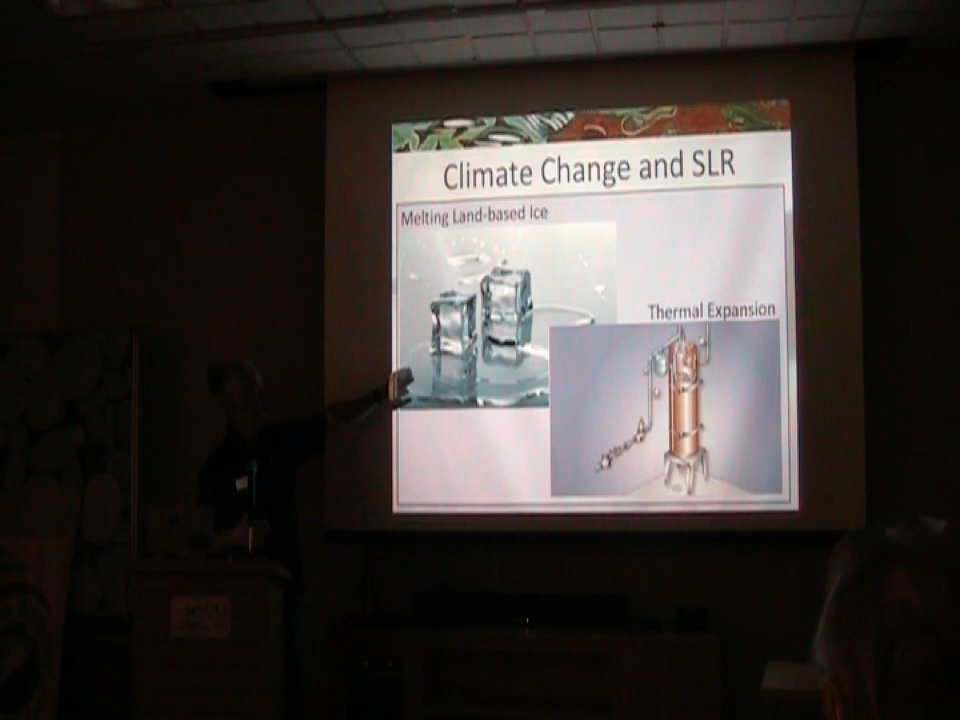 Climate Change and SLR
Melting Land-based Ice
Thermal Expansion